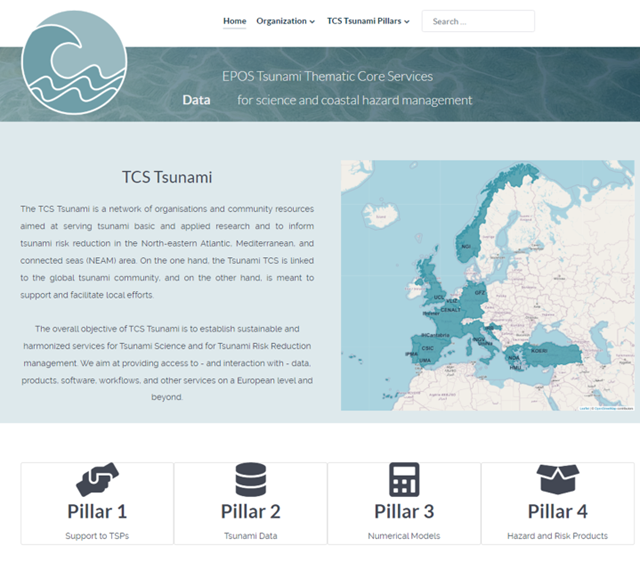 Home Organization TCS Tsunami Pillars Search ...
EPOS Tsunami Thematic Core Services
Data for science and coastal hazard management
TCS Tsunami
The TCS Tsunami is a network of organisations and community resources
aimed at serving tsunami basic and applied research and to inform
tsunami risk reduction in the North-eastern Atlantic, Mediterranean, and
connected seas (NEAM) area. On the one hand, the Tsunami TCS is linked
to the global tsunami community, and on the other hand, is meant to
support and facilitate local efforts.
The overall objective of TCS Tsunami is to establish sustainable and
harmonized services for Tsunami Science and for Tsunami Risk Reduction
management. We aim at providing access to - and interaction with - data,
products, software, workflows, and other services on a European level and
beyond.
NGI
UCL
GFZ
CENALT
IHCantabria
CSIC
IPMA
UMA
INGV
NOA
HMU
KOERI
Pillar 1
Support to TSPs
Pillar 2
Tsunami Data
Pillar 3
Numerical Models
Pillar 4
Hazard and Risk Products